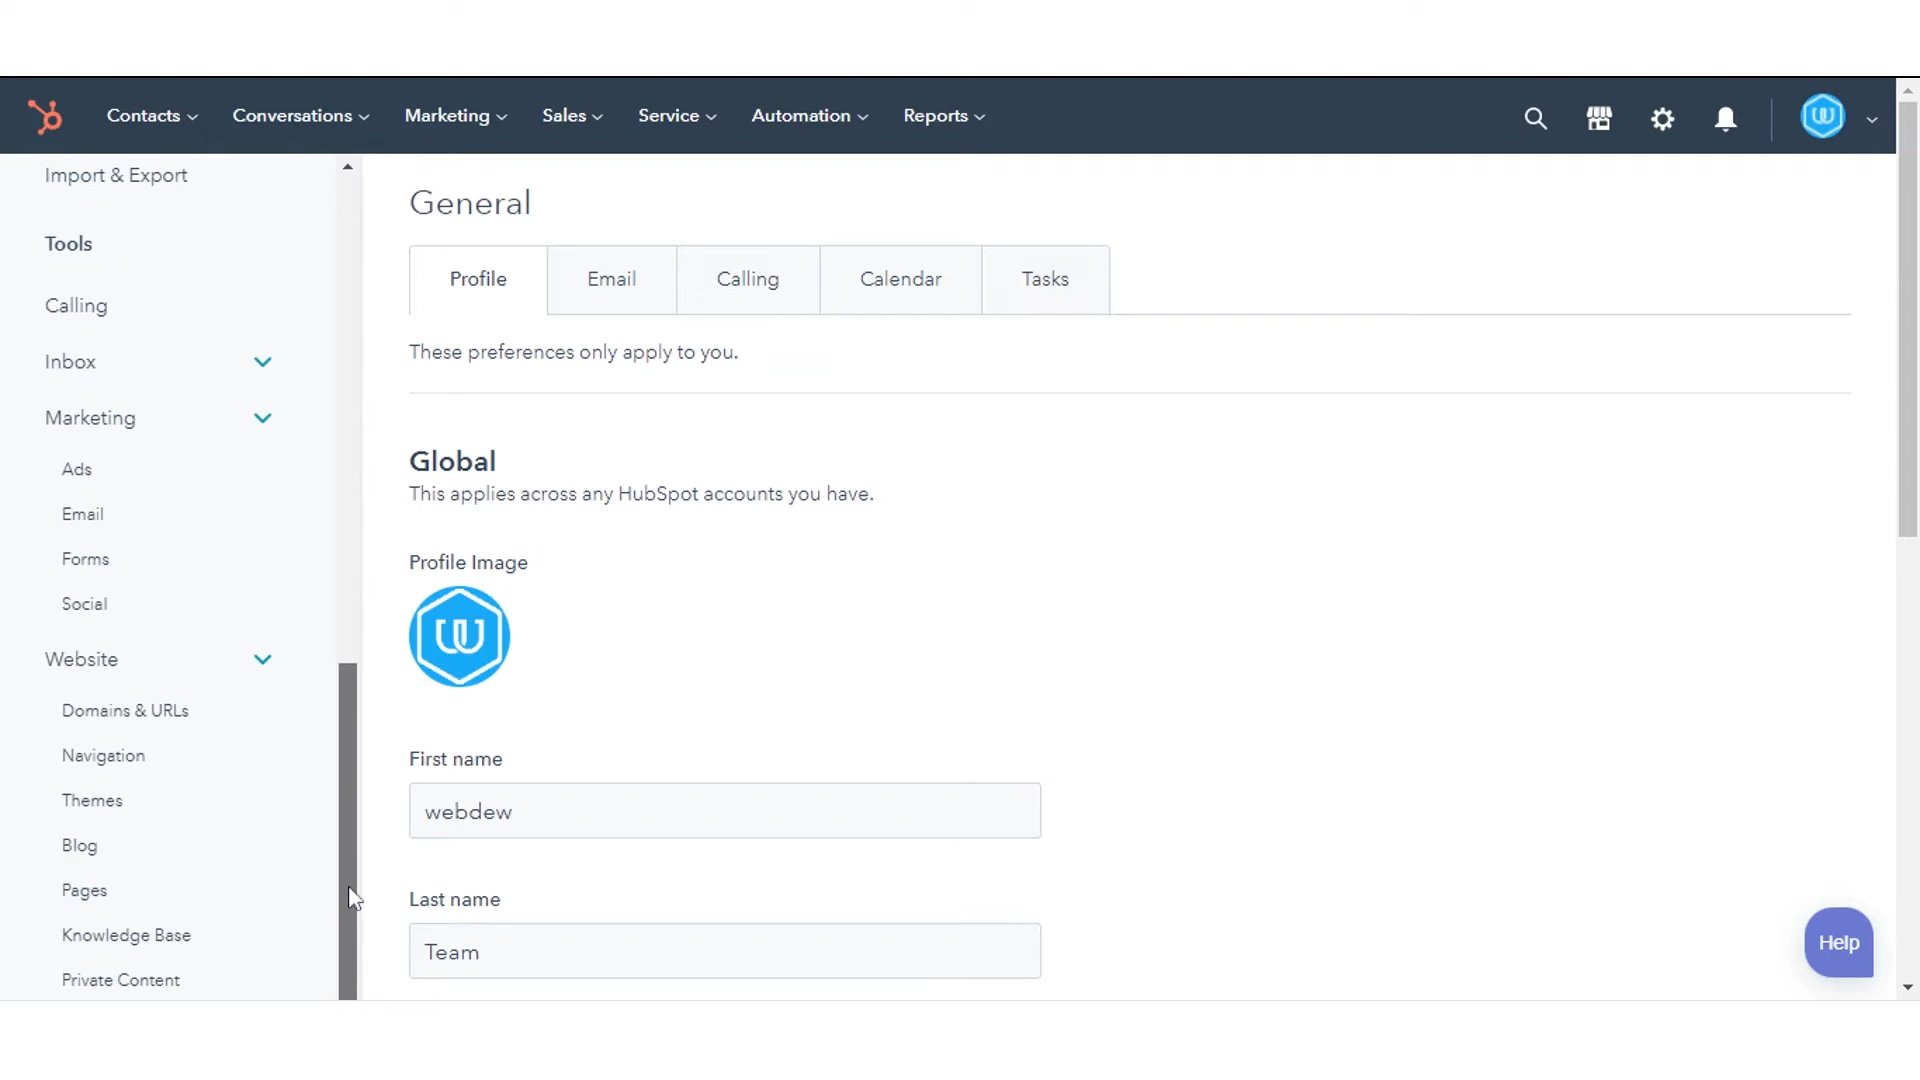 Contacts
Conversations
Marketing
Sales
Service
Automation
Reports
Import & Export
Tools
Calling
Inbox
Marketing
Ads
Email
Forms
Social
Website
Domains & URLs
Navigation
Themes
Blog
Pages
Knowledge Base
Private Content
General
Profile
Email
Calling
Calendar
Tasks
These preferences only apply to you.
Global
This applies across any HubSpot accounts you have.
Profile Image
First name
webdew
Last name
Team
Help